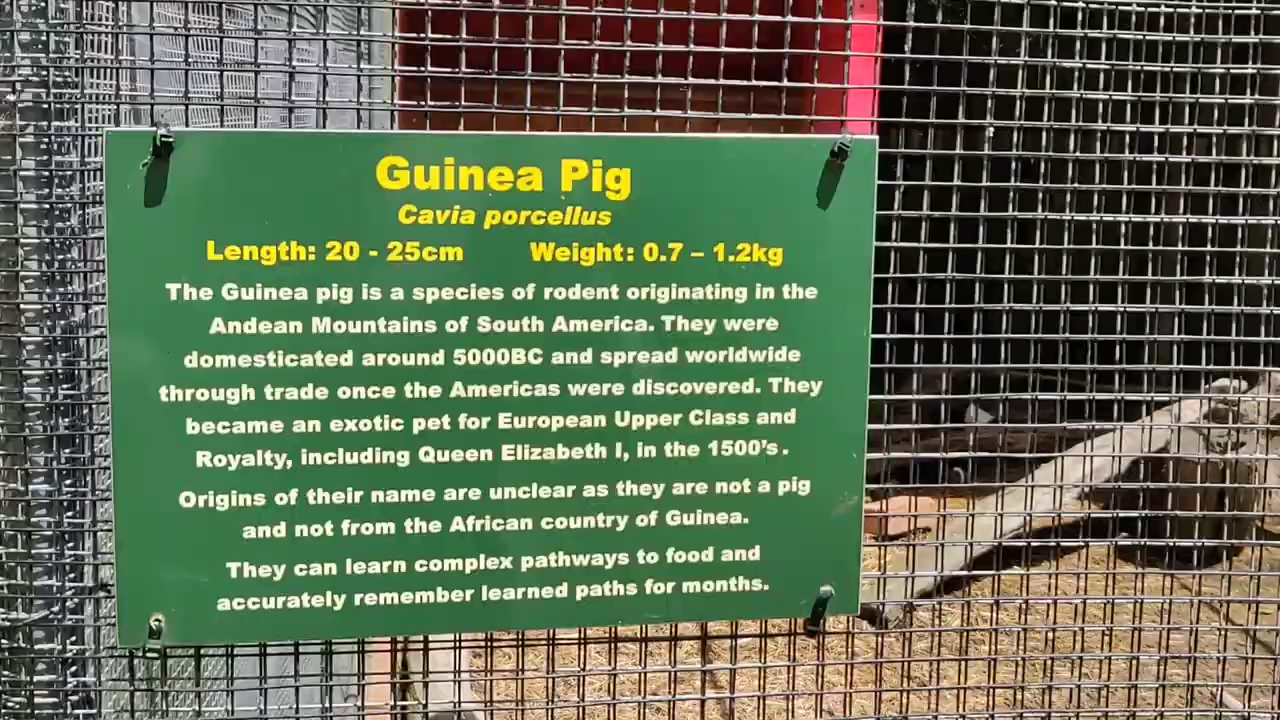 Guinea Pig
Cavia porcellus
Length: 20 - 25cm Weight: 0.7 – 1.2kg
The Guinea pig is a species of rodent originating in the
Andean Mountains of South America. They were
domesticated around 5000BC and spread worldwide
through trade once the Americas were discovered. They
became an exotic pet for European Upper Class and
Royalty, including Queen Elizabeth I, in the 1500's.
Origins of their name are unclear as they are not a pig
and not from the African country of Guinea.
They can learn complex pathways to food and
accurately remember learned paths for months.